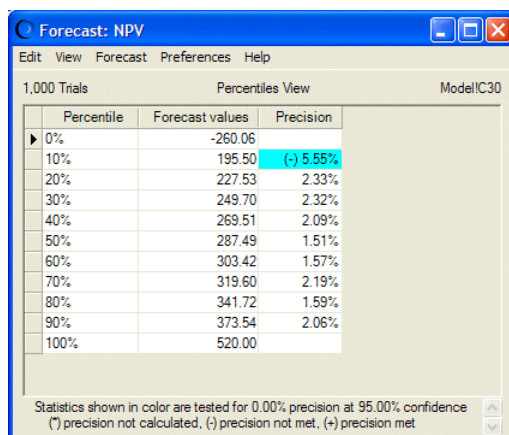 Forecast: NPV
Edit View Forecast Preferences Help
1,000 Trials Percentiles View Model!C30
Percentile Forecast values Precision
0% -260.06
10% 195.50 (-) 5.55%
20% 227.53 2.33%
30% 249.70 2.32%
40% 269.51 2.09%
50% 287.49 1.51%
60% 303.42 1.57%
70% 319.60 2.19%
80% 341.72 1.59%
90% 373.54 2.06%
100% 520.00
Statistics shown in color are tested for 0.00% precision at 95.00% confidence
(*) precision not calculated, (-) precision not met, (+) precision met